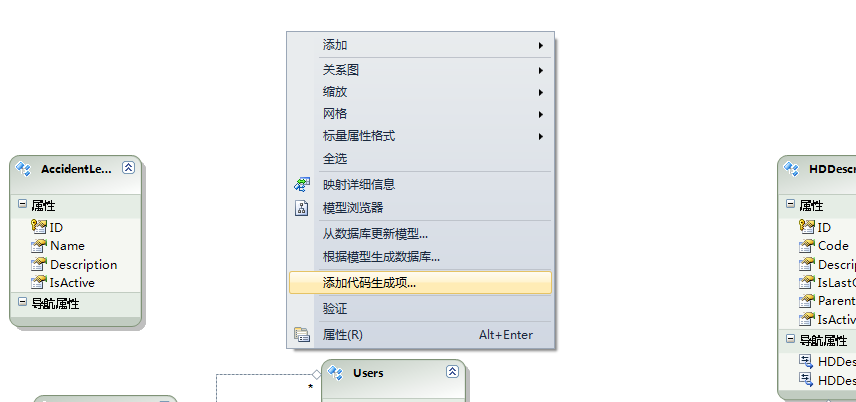 添加
关系图
缩放
网格
标量属性格式
全选
映射详细信息
模型浏览器
从数据库更新模型...
根据模型生成数据库...
添加代码生成项...
验证
属性(R) Alt+Enter
AccidentLe...
属性
ID
Name
Description
IsActive
导航属性
Users
*
HDDescr
属性
ID
Code
Descri
IsLast
Parent
IsActiv
导航属性
HDDes
HDDes